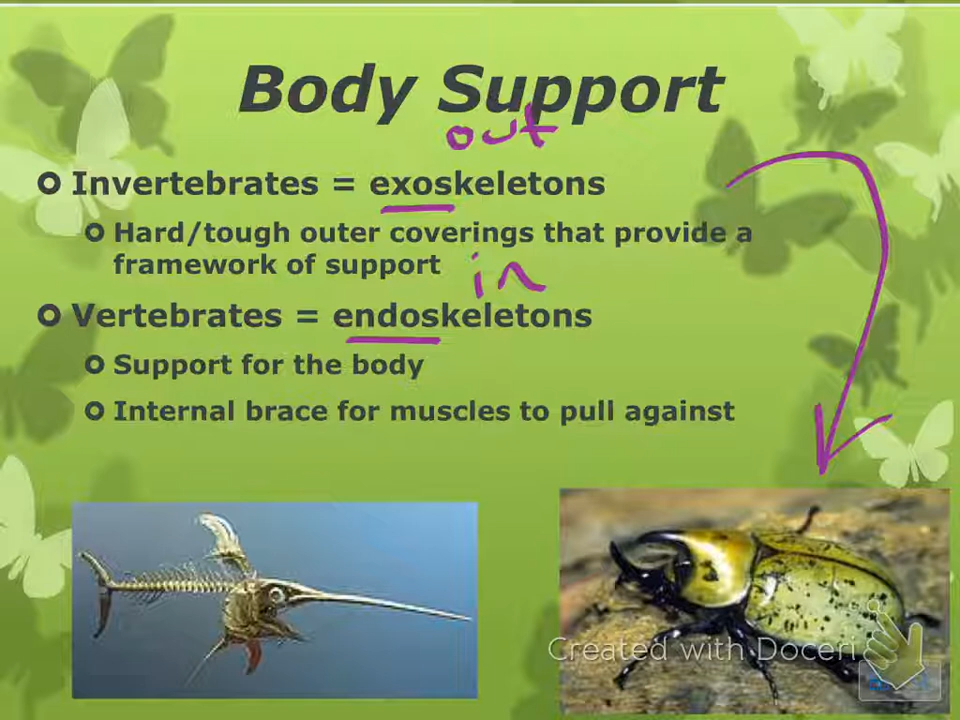 Body Support
out
Invertebrates = exoskeletons
Hard/tough outer coverings that provide a
framework of support
in
Vertebrates = endoskeletons
Support for the body
Internal brace for muscles to pull against
Created with Doceri